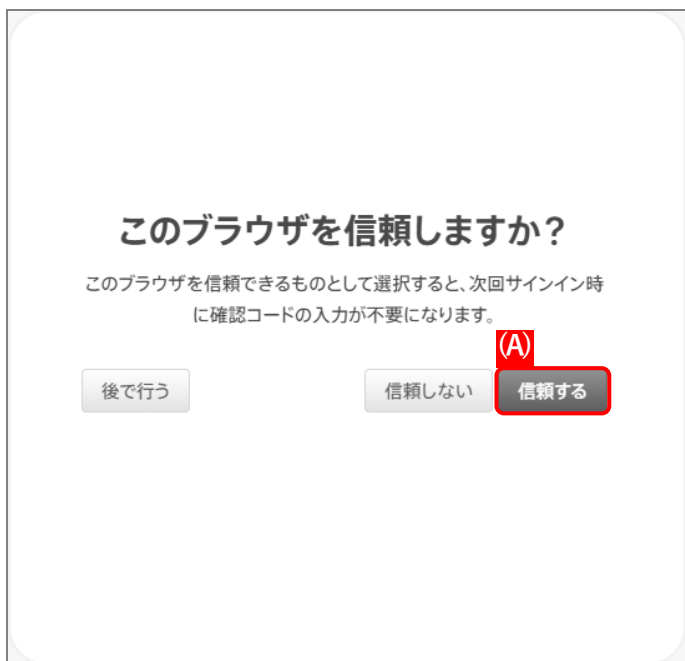 このブラウザを信頼しますか?
このブラウザを信頼できるものとして選択すると、次回サインイン時
に確認コードの入力が不要になります。
(A)
後で行う 信頼しない 信頼する